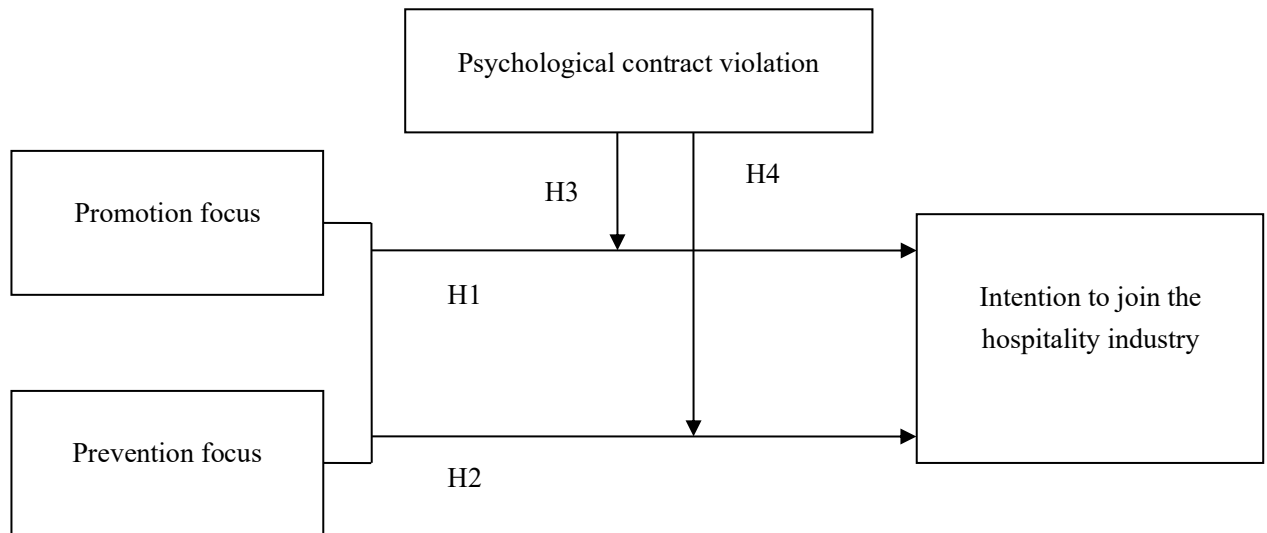 Psychological contract violation
H3
H4
Promotion focus
H1
Intention to join the
hospitality industry
Prevention focus
H2